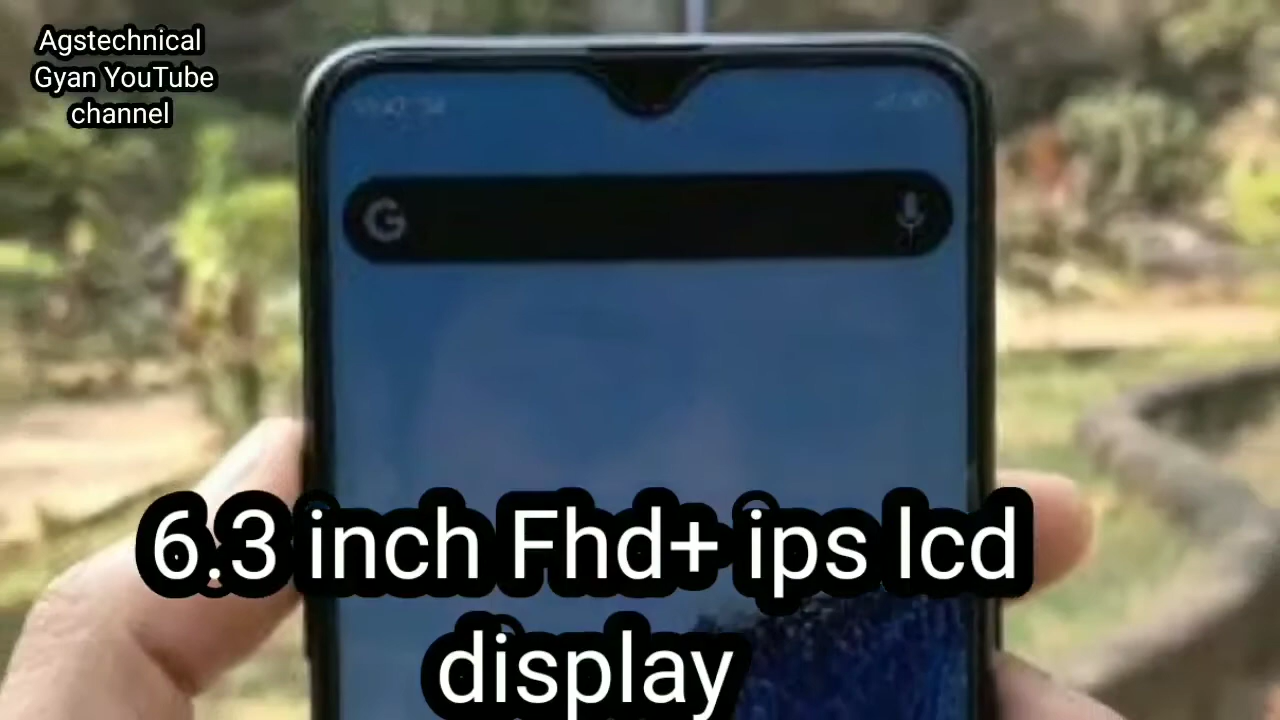 Agstechnical
Gyan YouTube
channel
G
6.3 inch Fhd+ ips lcd
display